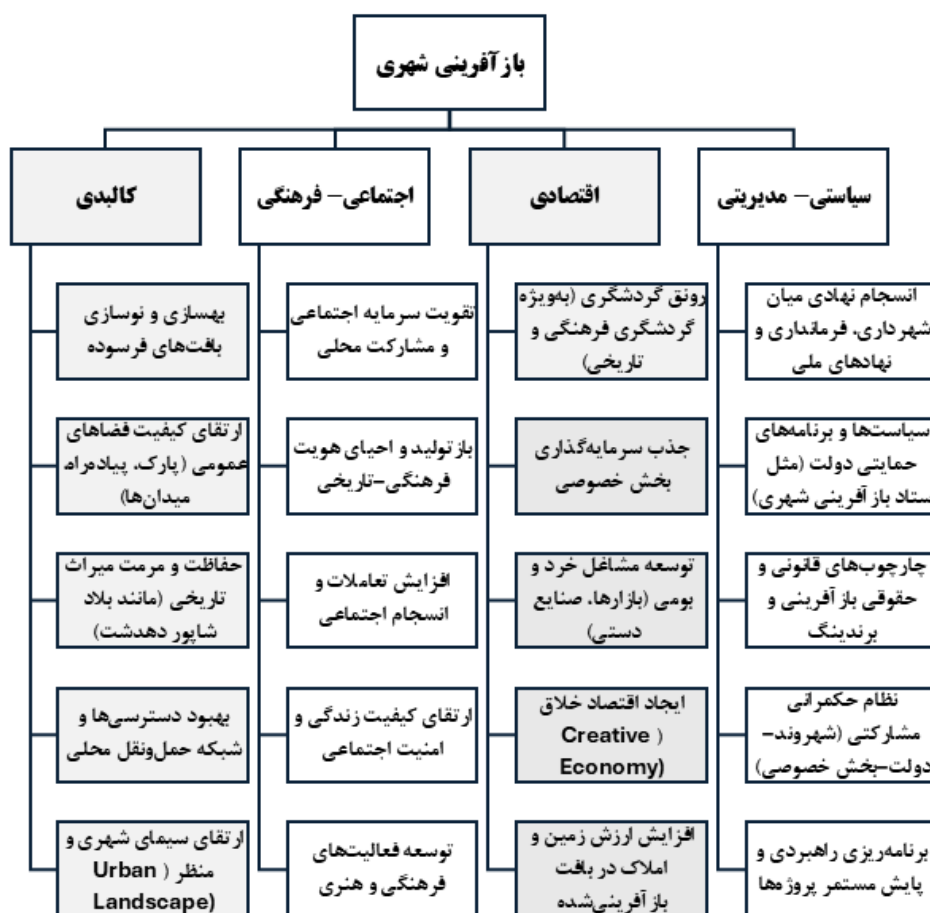 بازآفرینی شهری
سیاستی- مدیریتی
انسجام نهادی میان
شهرداری، فرمانداری و
نهادهای ملی
سیاست‌ها و برنامه‌های
حمایتی دولت (مثل
ستاد بازآفرینی شهری)
چارچوب‌های قانونی و
حقوقی بازآفرینی و
برندینگ
نظام حکمرانی
مشارکتی (شهروند-
دولت-بخش خصوصی)
برنامه‌ریزی راهبردی و
پایش مستمر پروژه‌ها
اقتصادی
رونق گردشگری (به‌ویژه
گردشگری فرهنگی و
تاریخی)
جذب سرمایه‌گذاری
بخش خصوصی
توسعه مشاغل خرد و
بومی (بازارها، صنایع
دستی)
ایجاد اقتصاد خلاق
( Creative
Economy)
افزایش ارزش زمین و
املاک در بافت
بازآفرینی‌شده
اجتماعی- فرهنگی
تقویت سرمایه اجتماعی
و مشارکت محلی
بازتولید و احیای هویت
فرهنگی-تاریخی
افزایش تعاملات و
انسجام اجتماعی
ارتقای کیفیت زندگی و
امنیت اجتماعی
توسعه فعالیت‌های
فرهنگی و هنری
کالبدی
بهسازی و نوسازی
بافت‌های فرسوده
ارتقای کیفیت فضاهای
عمومی (پارک، پیاده‌راه،
میدان‌ها)
حفاظت و مرمت میراث
تاریخی (مانند بلاد
شاپور دهدشت)
بهبود دسترسی‌ها و
شبکه حمل‌ونقل محلی
ارتقای سیمای شهری و
منظر ( Urban
Landscape)